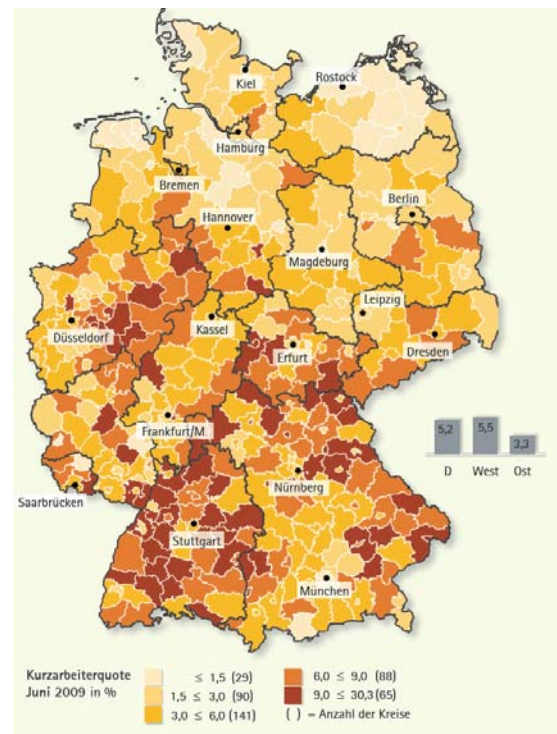 Kiel
Rostock
Hamburg
Bremen
Berlin
Hannover
Magdeburg
Leipzig
Düsseldorf
Kassel
Erfurt
Dresden
Frankfurt/M.
5,2 5,5 3,3
D West Ost
Nürnberg
Saarbrücken
Stuttgart
München
Kurzarbeiterquote
Juni 2009 in %
≤ 1,5 (29)
1,5 ≤ 3,0 (90)
3,0 ≤ 6,0 (141)
6,0 ≤ 9,0 (88)
9,0 ≤ 30,3 (65)
( ) = Anzahl der Kreise